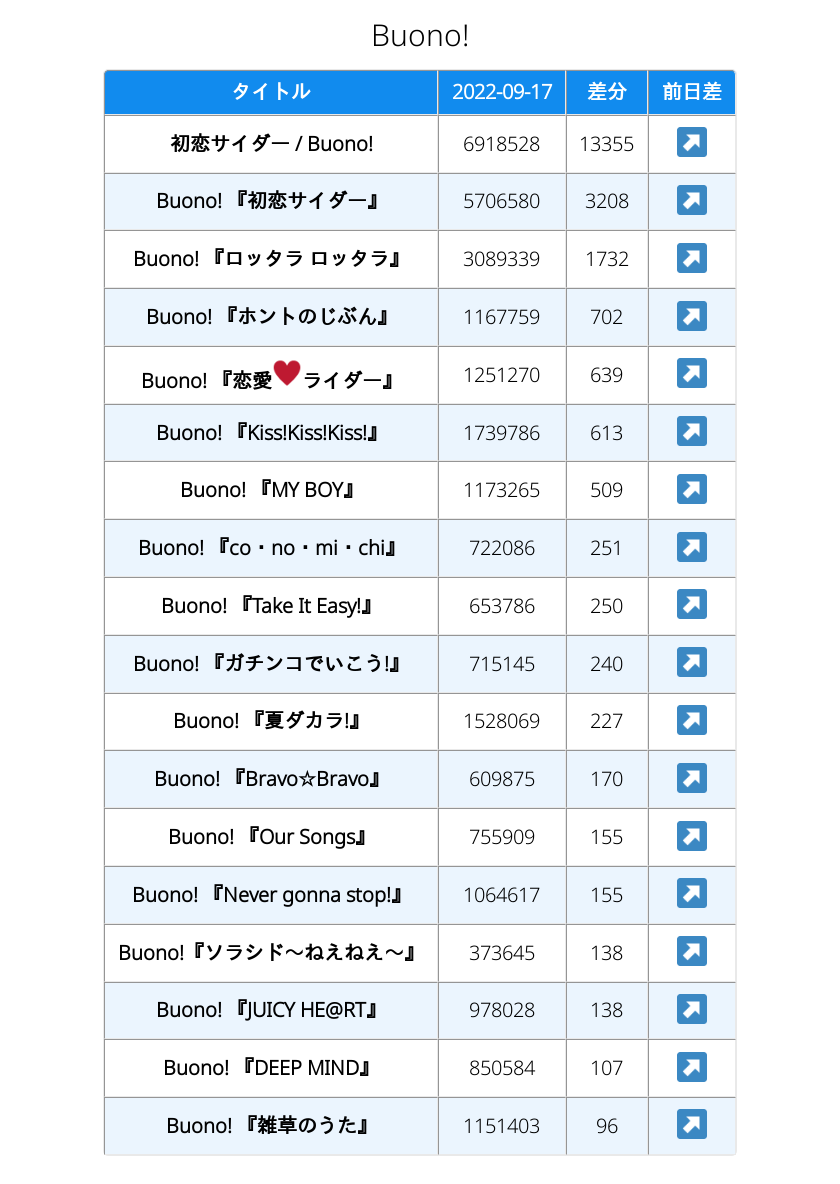 Buono!
タイトル 2022-09-17 差分 前日差
初恋サイダー / Buono! 6918528 13355 ↗
Buono! 『初恋サイダー』 5706580 3208 ↗
Buono! 『ロッタラ ロッタラ』 3089339 1732 ↗
Buono! 『ホントのじぶん』 1167759 702 ↗
Buono! 『恋愛♥ライダー』 1251270 639 ↗
Buono! 『Kiss!Kiss!Kiss!』 1739786 613 ↗
Buono! 『MY BOY』 1173265 509 ↗
Buono! 『co・no・mi・chi』 722086 251 ↗
Buono! 『Take It Easy!』 653786 250 ↗
Buono! 『ガチンコでいこう!』 715145 240 ↗
Buono! 『夏ダカラ!』 1528069 227 ↗
Buono! 『Bravo☆Bravo』 609875 170 ↗
Buono! 『Our Songs』 755909 155 ↗
Buono! 『Never gonna stop!』 1064617 155 ↗
Buono!『ソラシド～ねえねえ～』 373645 138 ↗
Buono! 『JUICY HE@RT』 978028 138 ↗
Buono! 『DEEP MIND』 850584 107 ↗
Buono! 『雑草のうた』 1151403 96 ↗